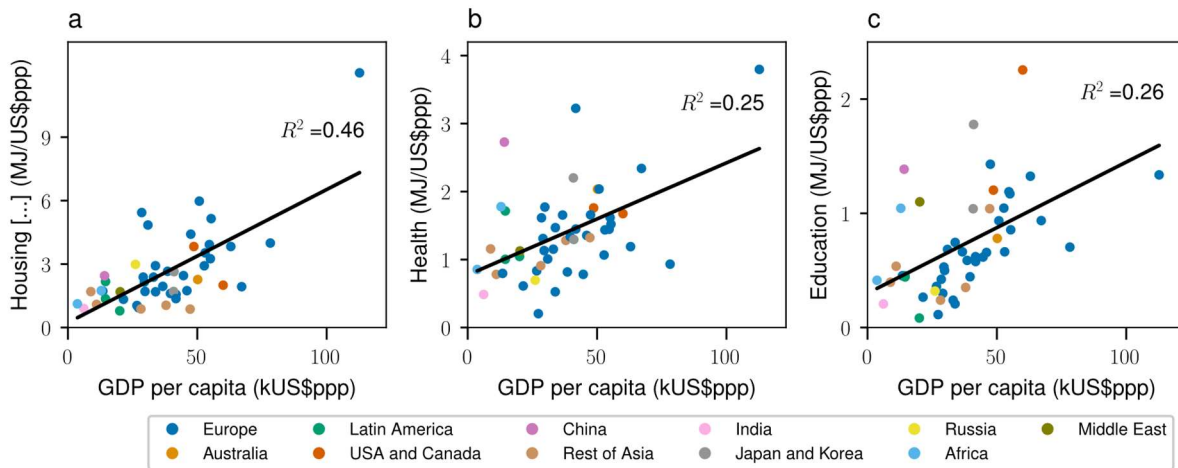 a
b
c
Housing [...] (MJ/US$ppp)
9
6
3
0
R² =0.46
0
50
100
GDP per capita (kUS$ppp)
Health (MJ/US$ppp)
4
3
2
1
0
R² =0.25
0
50
100
GDP per capita (kUS$ppp)
Education (MJ/US$ppp)
2
1
0
R² =0.26
0
50
100
GDP per capita (kUS$ppp)
Europe
Latin America
China
India
Russia
Middle East
Australia
USA and Canada
Rest of Asia
Japan and Korea
Africa